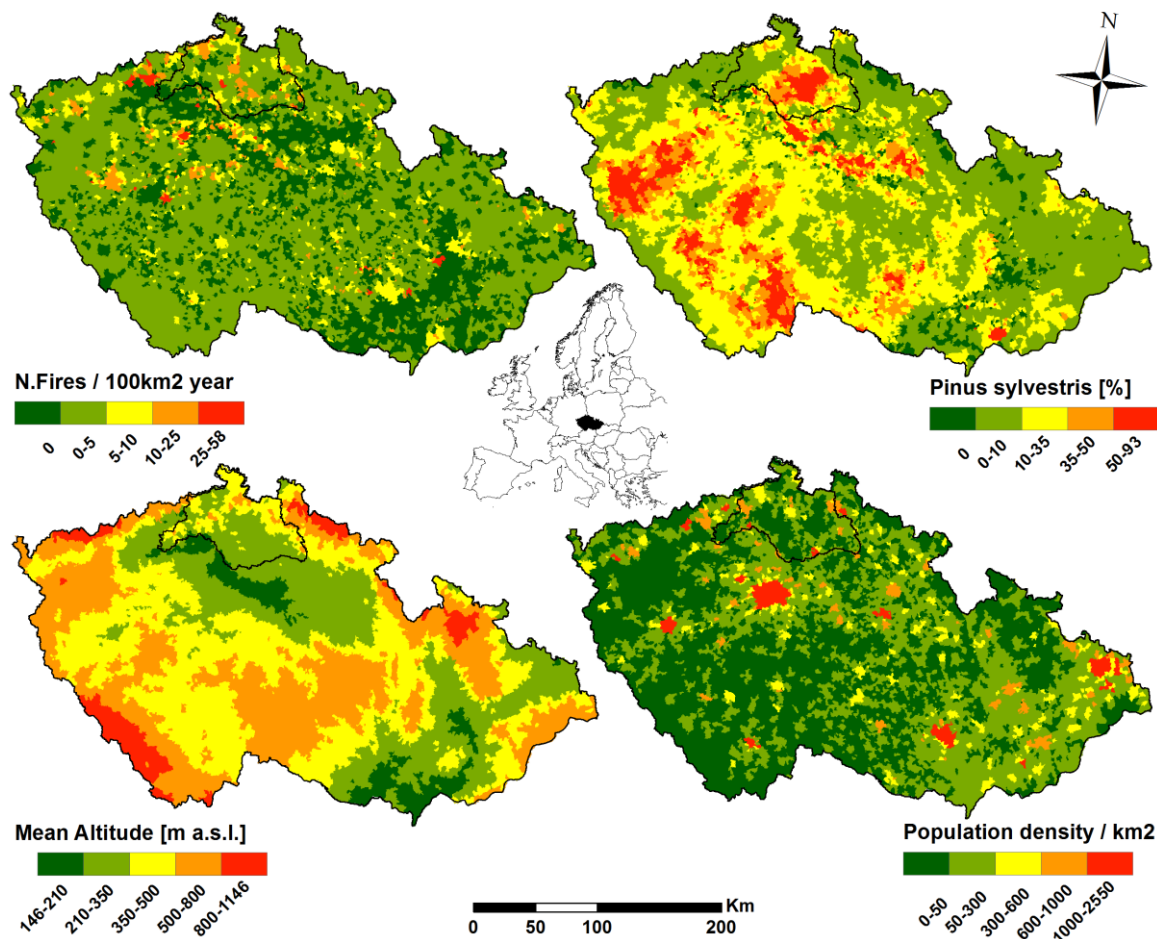 N
N.Fires / 100km2 year
0
0-5
5-10
10-25
25-58
Pinus sylvestris [%]
0
0-10
10-35
35-50
50-93
Mean Altitude [m a.s.l.]
146-210
210-350
350-500
500-800
800-1146
Population density / km2
0-50
50-300
300-600
600-1000
1000-2550
Km
0 50 100 200